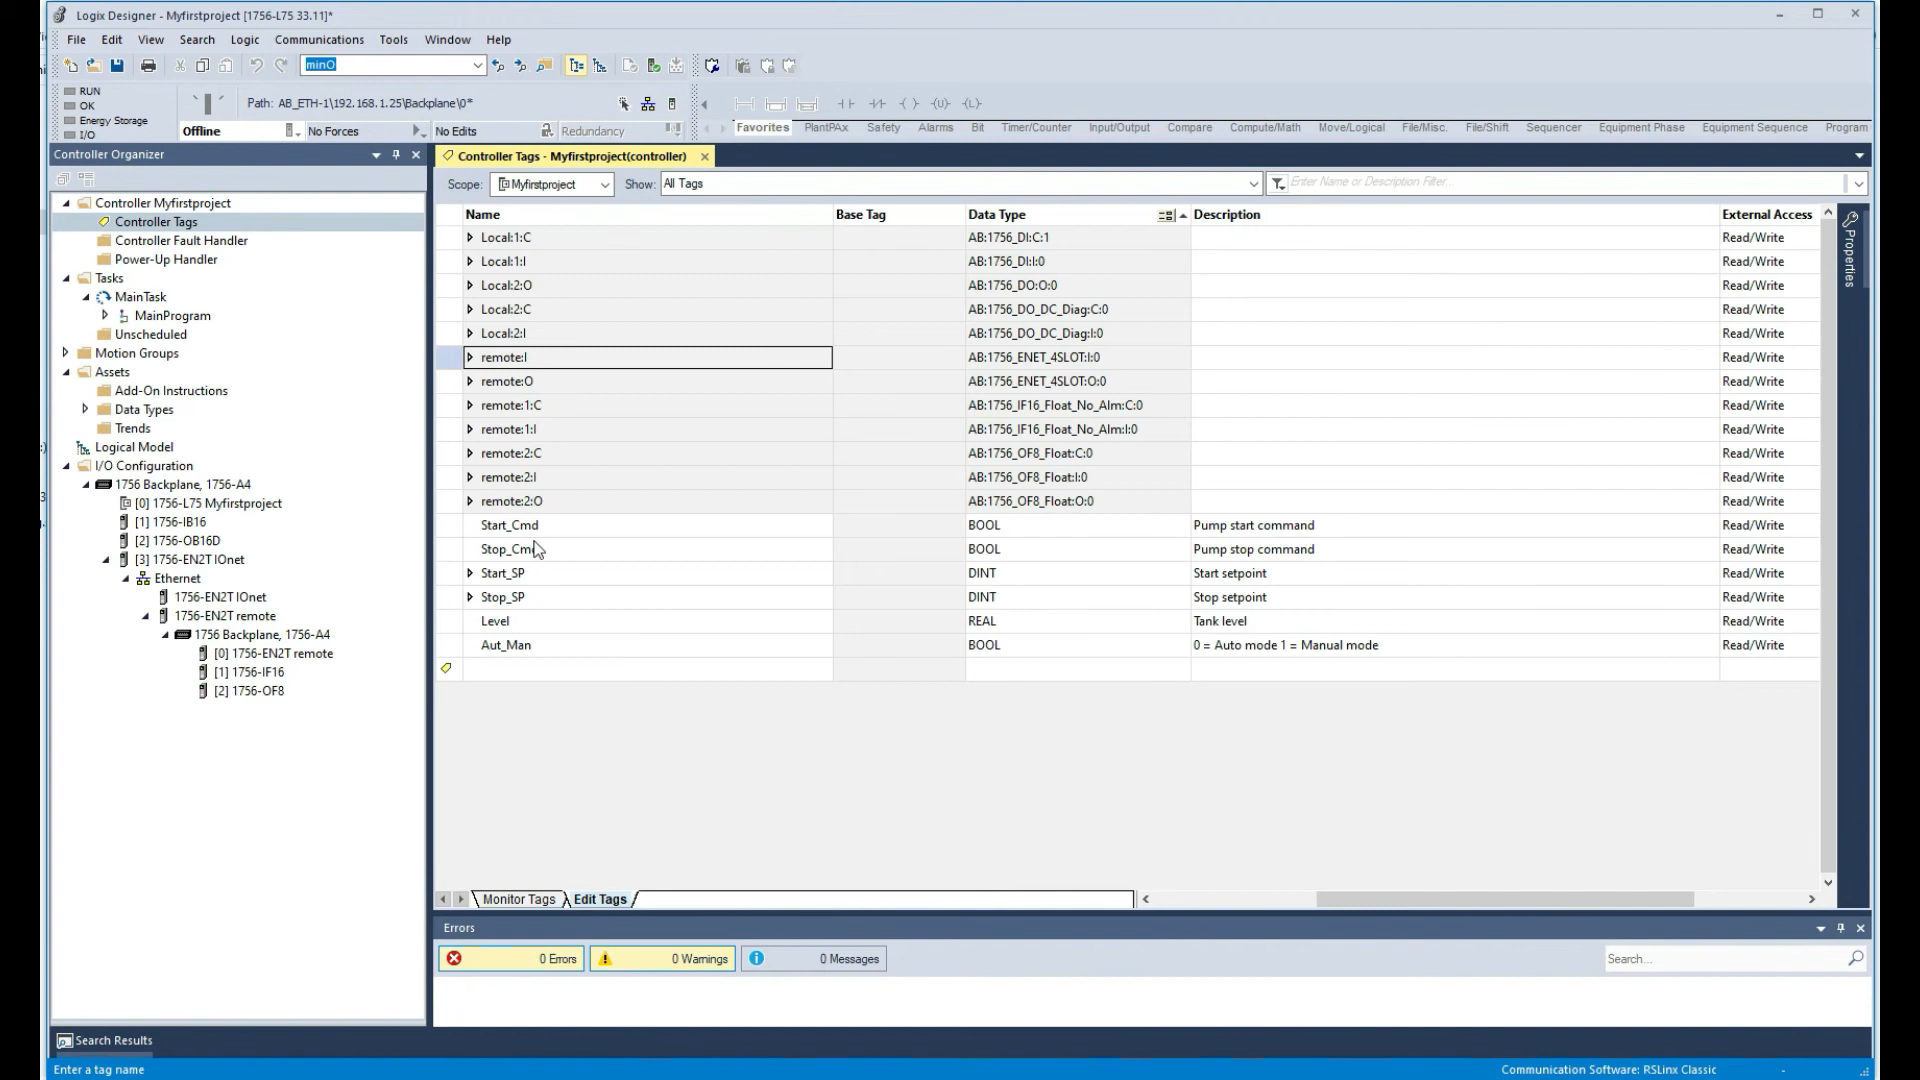 Logix Designer - Myfirstproject [1756-L75 33.11]*
File Edit View Search Logic Communications Tools Window Help
minO
RUN
OK
Energy Storage
I/O
Path: AB_ETH-1\192.168.1.25\Backplane\0*
Offline No Forces No Edits Redundancy
Favorites PlantPAx Safety Alarms Bit Timer/Counter Input/Output Compare Compute/Math Move/Logical File/Misc. File/Shift Sequencer Equipment Phase Equipment Sequence Program
Controller Organizer
Controller Myfirstproject
Controller Tags
Controller Fault Handler
Power-Up Handler
Tasks
MainTask
MainProgram
Unscheduled
Motion Groups
Assets
Add-On Instructions
Data Types
Trends
Logical Model
I/O Configuration
1756 Backplane, 1756-A4
[0] 1756-L75 Myfirstproject
[1] 1756-IB16
[2] 1756-OB16D
[3] 1756-EN2T IOnet
Ethernet
1756-EN2T IOnet
1756-EN2T remote
1756 Backplane, 1756-A4
[0] 1756-EN2T remote
[1] 1756-IF16
[2] 1756-OF8
Controller Tags - Myfirstproject(controller)
Scope: Myfirstproject Show: All Tags Enter Name or Description Filter...
Name Base Tag Data Type Description External Access
Local:1:C AB:1756_DI:C:1 Read/Write
Local:1:I AB:1756_DI:I:0 Read/Write
Local:2:O AB:1756_DO:O:0 Read/Write
Local:2:C AB:1756_DO_DC_Diag:C:0 Read/Write
Local:2:I AB:1756_DO_DC_Diag:I:0 Read/Write
remote:I AB:1756_ENET_4SLOT:I:0 Read/Write
remote:O AB:1756_ENET_4SLOT:O:0 Read/Write
remote:1:C AB:1756_IF16_Float_No_Alm:C:0 Read/Write
remote:1:I AB:1756_IF16_Float_No_Alm:I:0 Read/Write
remote:2:C AB:1756_OF8_Float:C:0 Read/Write
remote:2:I AB:1756_OF8_Float:I:0 Read/Write
remote:2:O AB:1756_OF8_Float:O:0 Read/Write
Start_Cmd BOOL Pump start command Read/Write
Stop_Cmd BOOL Pump stop command Read/Write
Start_SP DINT Start setpoint Read/Write
Stop_SP DINT Stop setpoint Read/Write
Level REAL Tank level Read/Write
Aut_Man BOOL 0 = Auto mode 1 = Manual mode Read/Write
Properties
Monitor Tags Edit Tags
Errors
0 Errors 0 Warnings 0 Messages Search...
Search Results
Enter a tag name Communication Software: RSLinx Classic -